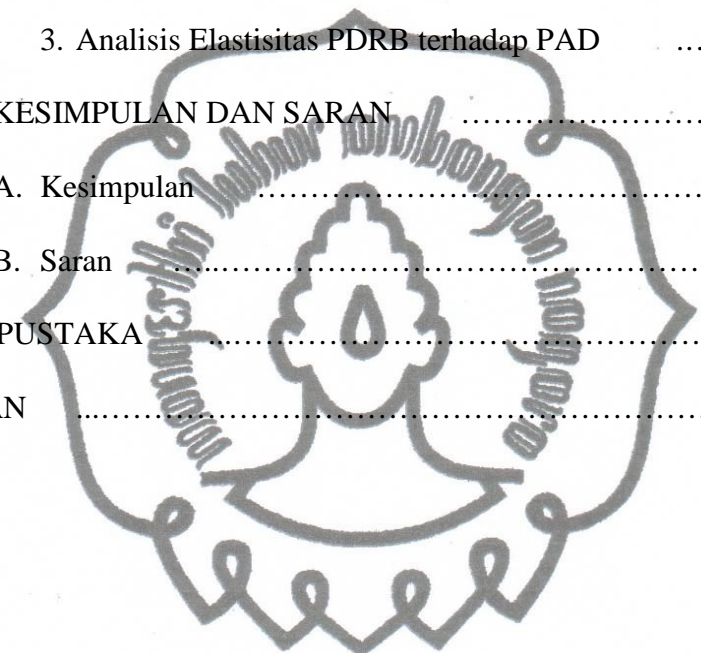 3. Analisis Elastisitas PDRB terhadap PAD ...
KESIMPULAN DAN SARAN ........................
A. Kesimpulan ..........................................
B. Saran ..................................................
PUSTAKA ................................................
AN ...........................................................